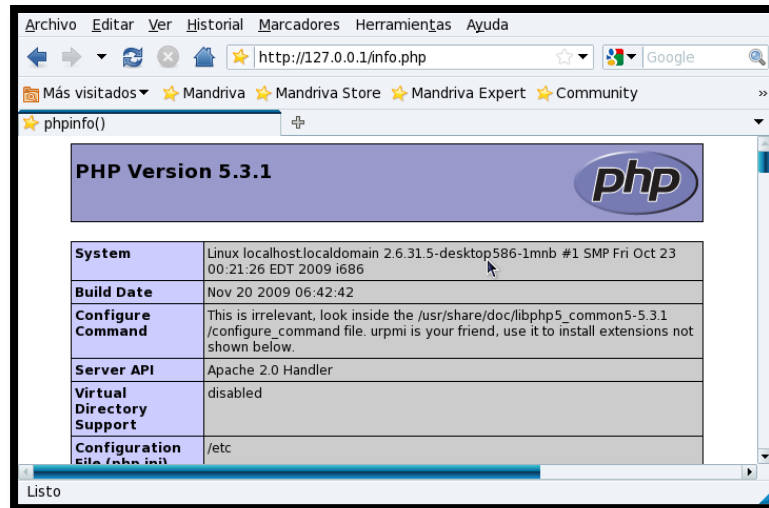 Archivo Editar Ver Historial Marcadores Herramientas Ayuda
http://127.0.0.1/info.php
Google
Más visitados Mandriva Mandriva Store Mandriva Expert Community »
phpinfo()
PHP Version 5.3.1
php
System
Linux localhost.localdomain 2.6.31.5-desktop586-1mnb #1 SMP Fri Oct 23
00:21:26 EDT 2009 i686
Build Date
Nov 20 2009 06:42:42
Configure
Command
This is irrelevant, look inside the /usr/share/doc/libphp5_common5-5.3.1
/configure_command file. urpmi is your friend, use it to install extensions not
shown below.
Server API
Apache 2.0 Handler
Virtual
Directory
Support
disabled
Configuration
File (php.ini)
/etc
Listo